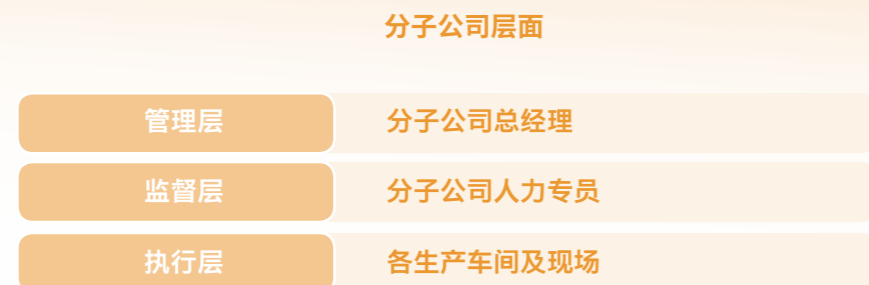 分子公司层面
管理层 分子公司总经理
监督层 分子公司人力专员
执行层 各生产车间及现场